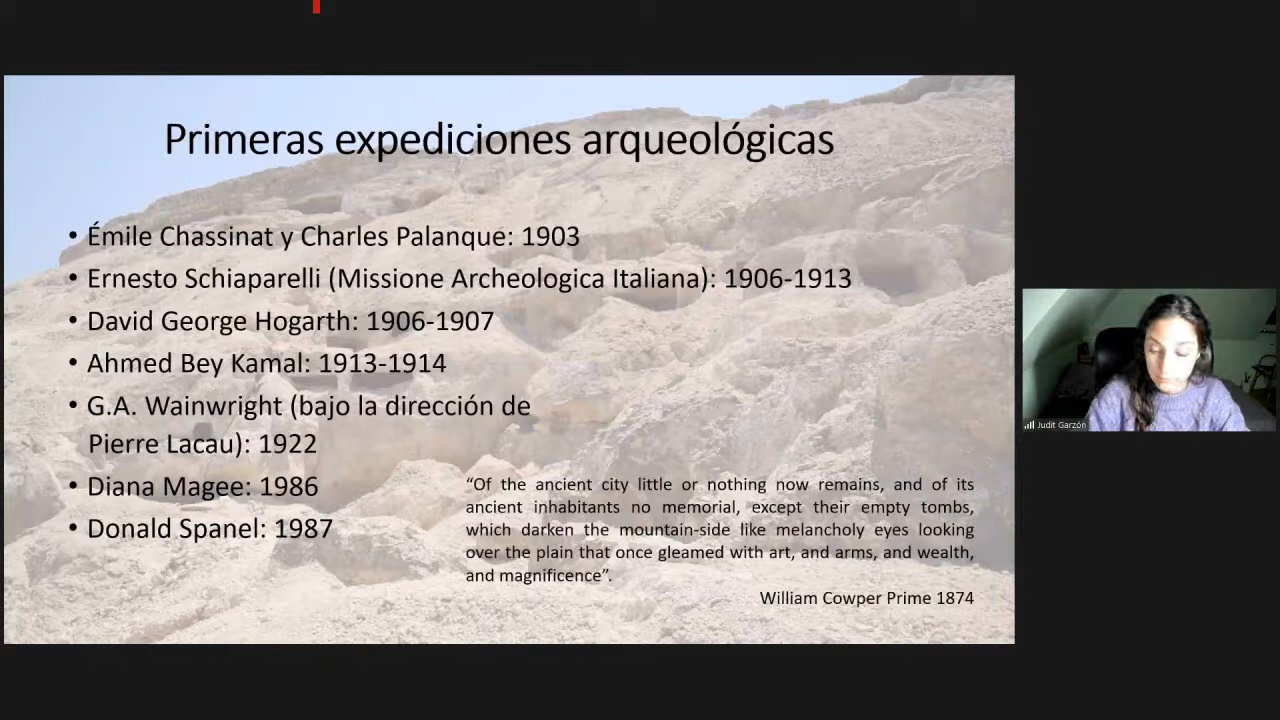 Primeras expediciones arqueológicas
• Émile Chassinat y Charles Palanque: 1903
• Ernesto Schiaparelli (Missione Archeologica Italiana): 1906-1913
• David George Hogarth: 1906-1907
• Ahmed Bey Kamal: 1913-1914
• G.A. Wainwright (bajo la dirección de
Pierre Lacau): 1922
• Diana Magee: 1986
• Donald Spanel: 1987
“Of the ancient city little or nothing now remains, and of its
ancient inhabitants no memorial, except their empty tombs,
which darken the mountain-side like melancholy eyes looking
over the plain that once gleamed with art, and arms, and wealth,
and magnificence”.
William Cowper Prime 1874
Judit Garzón